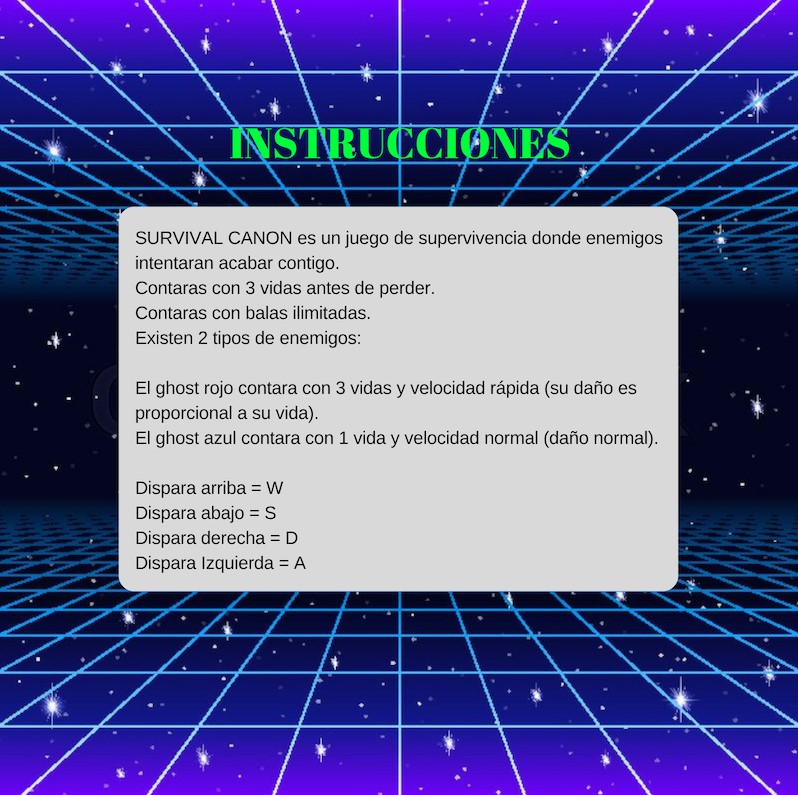 INSTRUCCIONES
SURVIVAL CANON es un juego de supervivencia donde enemigos
intentaran acabar contigo.
Contaras con 3 vidas antes de perder.
Contaras con balas ilimitadas.
Existen 2 tipos de enemigos:
El ghost rojo contara con 3 vidas y velocidad rápida (su daño es
proporcional a su vida).
El ghost azul contara con 1 vida y velocidad normal (daño normal).
Dispara arriba = W
Dispara abajo = S
Dispara derecha = D
Dispara Izquierda = A